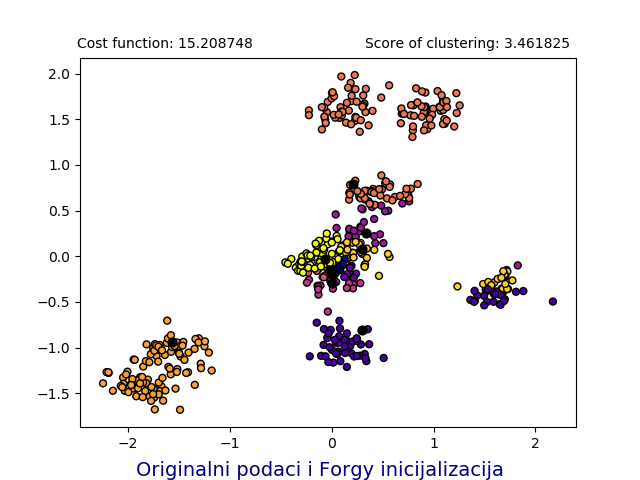 Cost function: 15.208748 Score of clustering: 3.461825
2.0
1.5
1.0
0.5
0.0
−0.5
−1.0
−1.5
−2 −1 0 1 2
Originalni podaci i Forgy inicijalizacija